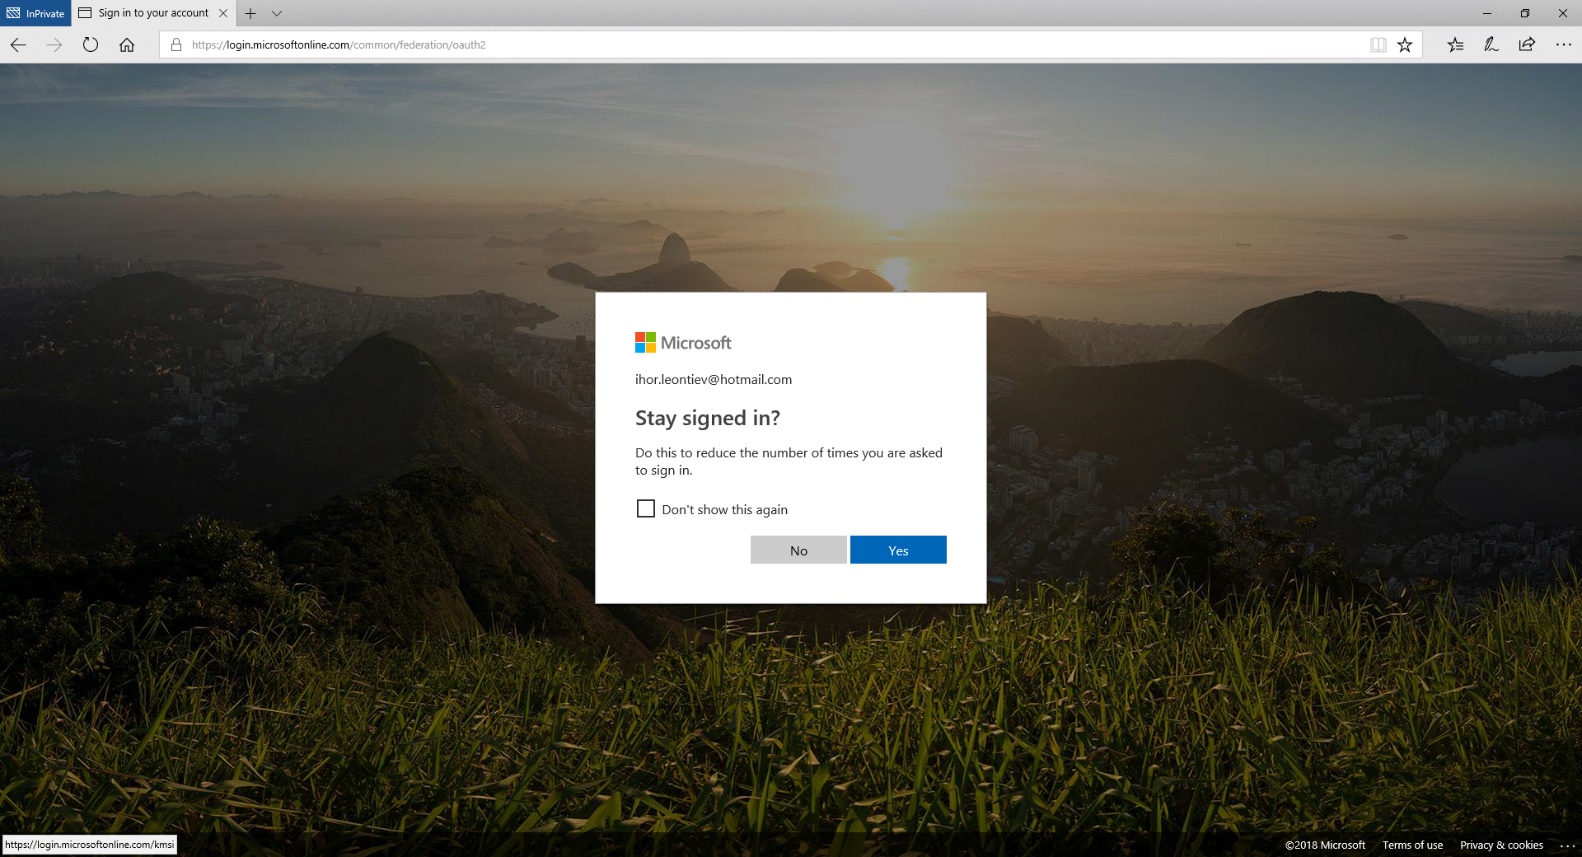 InPrivate
Sign in to your account
https://login.microsoftonline.com/common/federation/oauth2
Microsoft
ihor.leontiev@hotmail.com
Stay signed in?
Do this to reduce the number of times you are asked
to sign in.
Don't show this again
No
Yes
https://login.microsoftonline.com/kmsi
©2018 Microsoft
Terms of use
Privacy & cookies